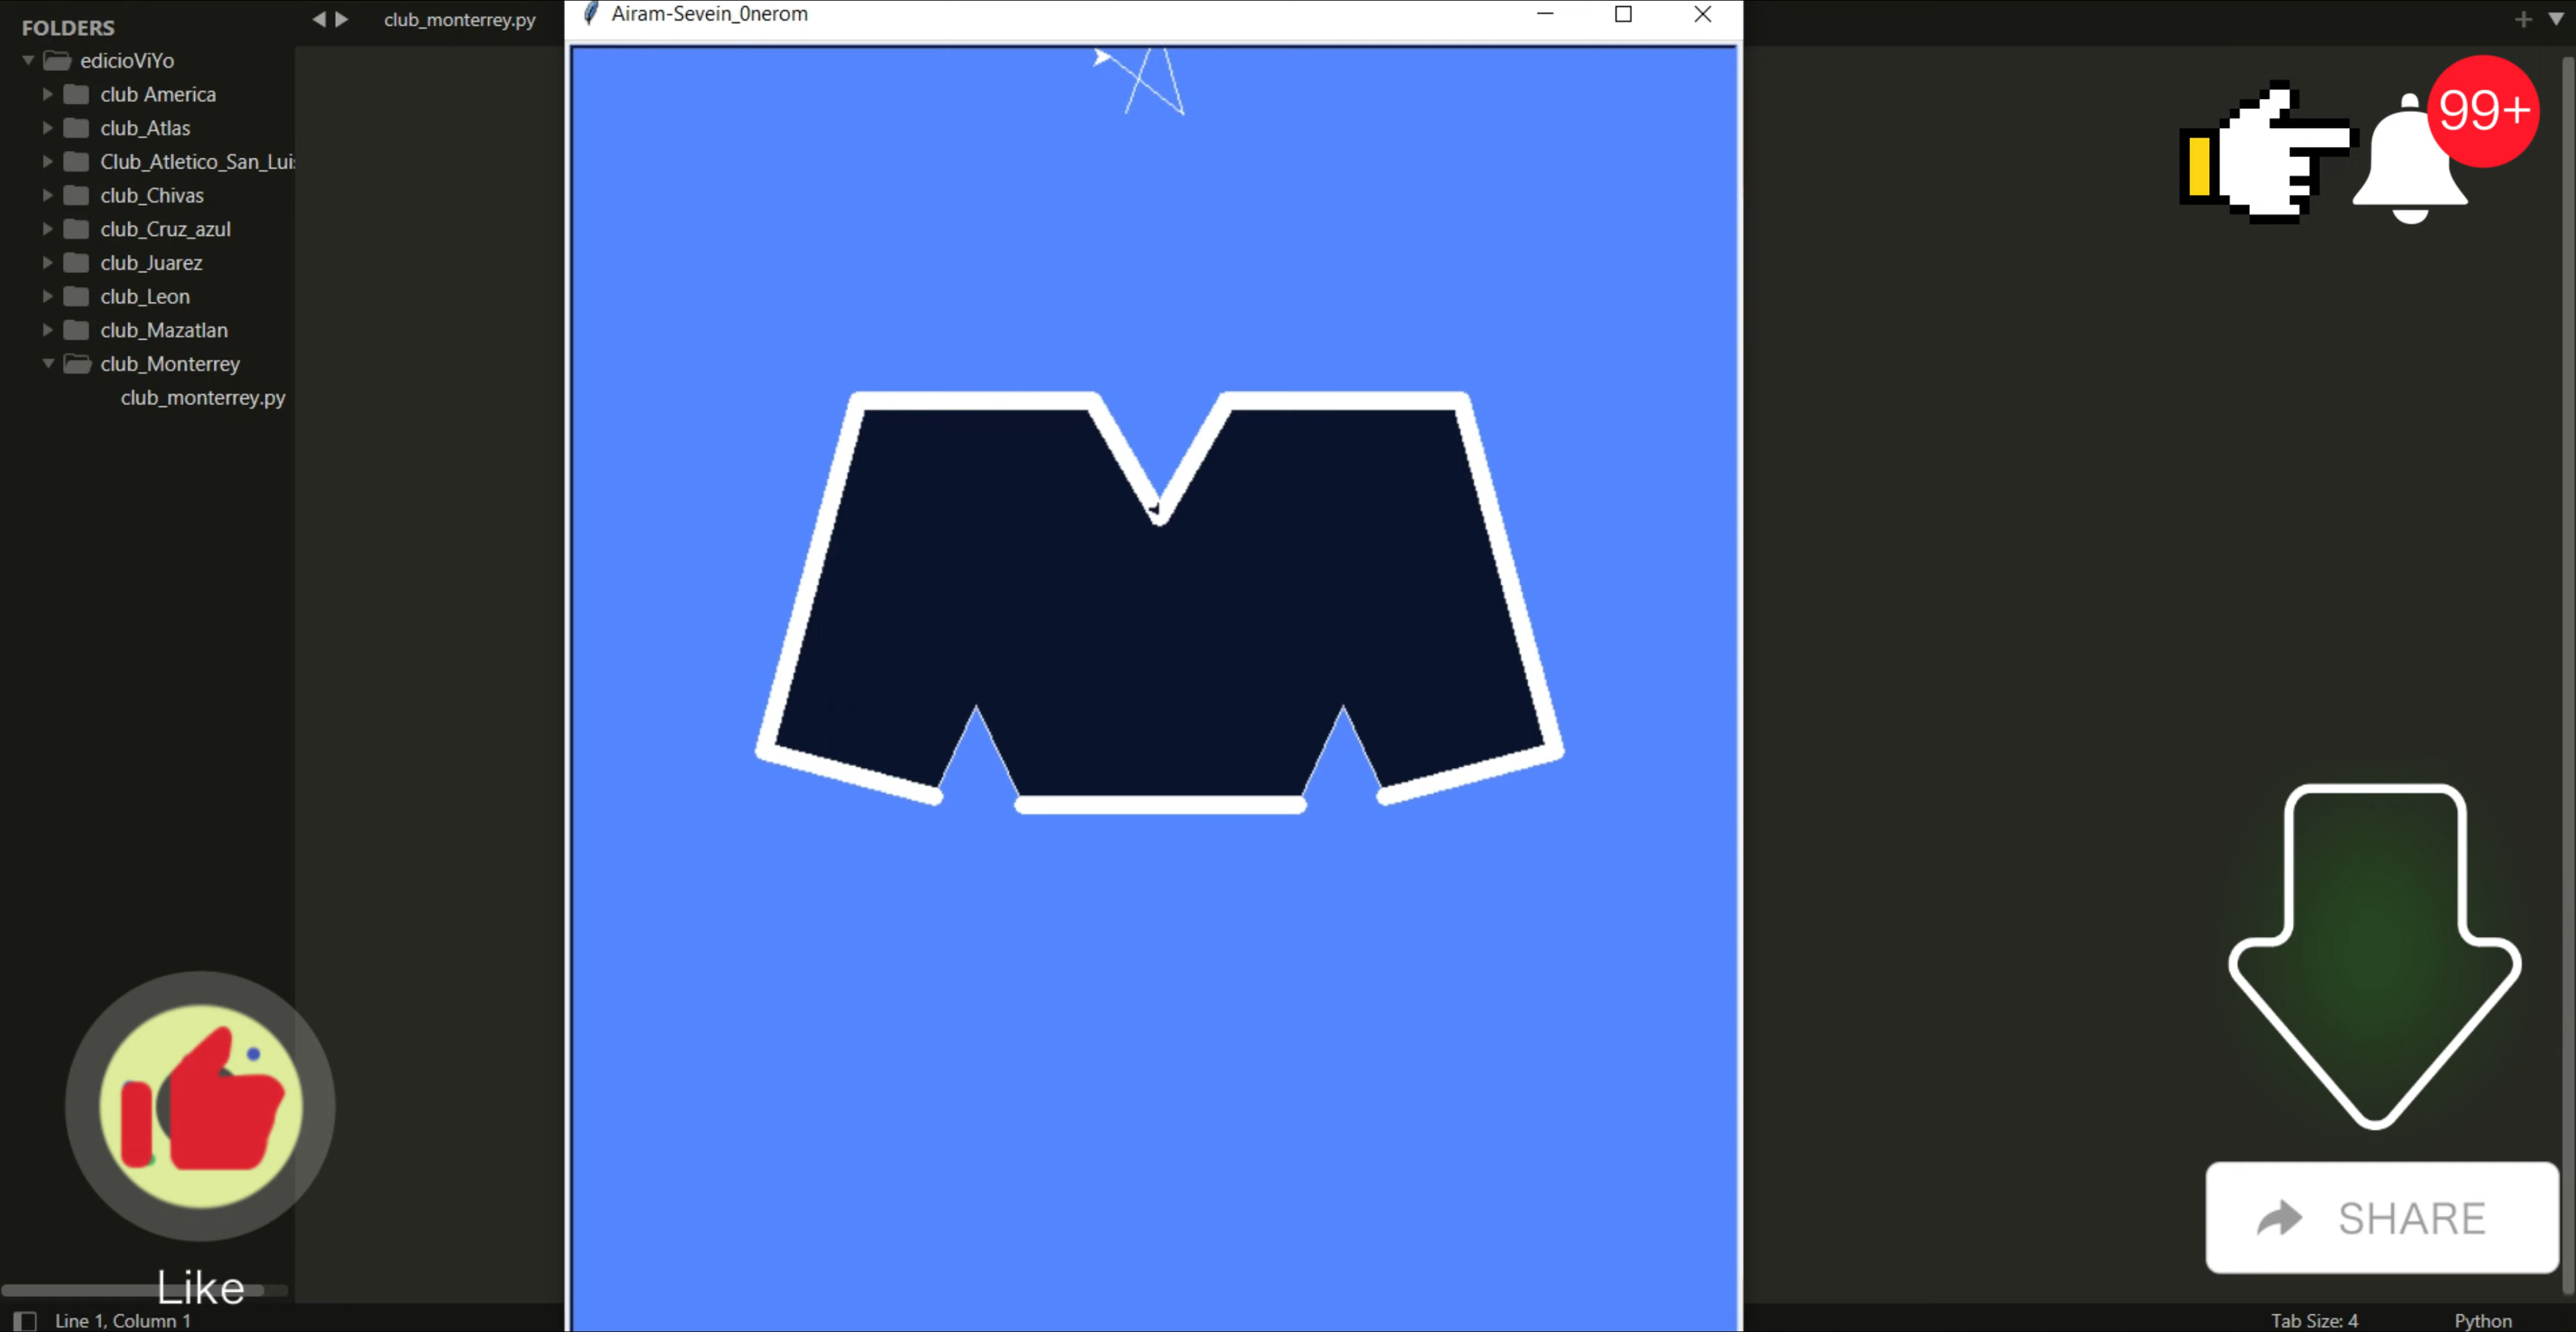 FOLDERS
edicioViYo
club America
club_Atlas
Club_Atletico_San_Luis
club_Chivas
club_Cruz_azul
club_Juarez
club_Leon
club_Mazatlan
club_Monterrey
club_monterrey.py
club_monterrey.py
Airam-Sevein_0nerom
99+
Like
SHARE
Line 1, Column 1
Tab Size: 4
Python